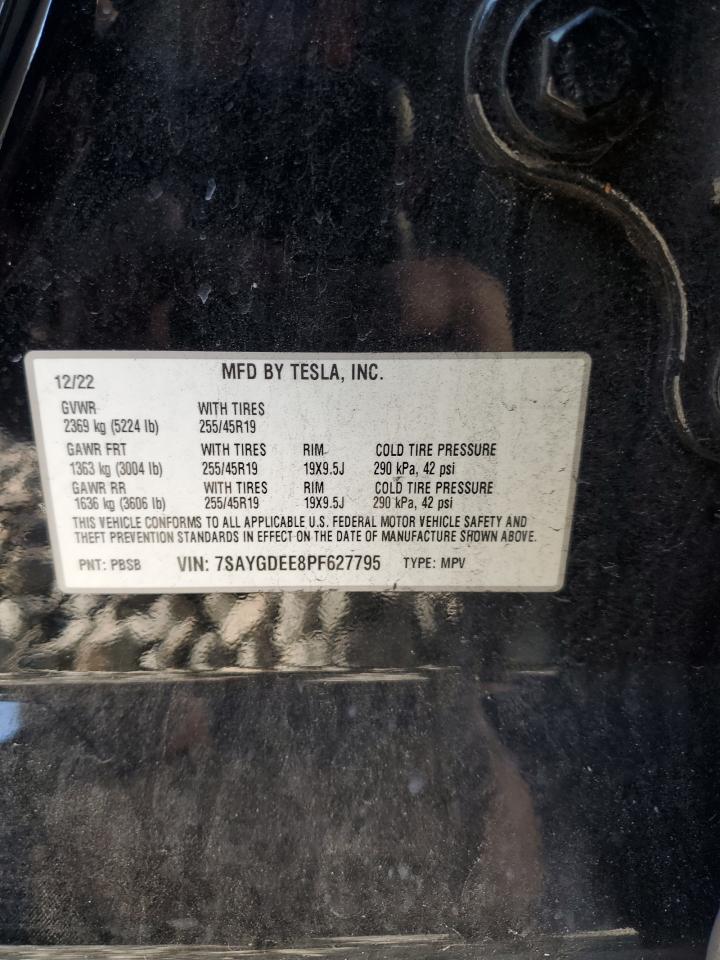 MFD BY TESLA, INC.
12/22
GVWR WITH TIRES
2369 kg (5224 lb) 255/45R19
GAWR FRT WITH TIRES RIM COLD TIRE PRESSURE
1363 kg (3004 lb) 255/45R19 19X9.5J 290 kPa, 42 psi
GAWR RR WITH TIRES RIM COLD TIRE PRESSURE
1636 kg (3606 lb) 255/45R19 19X9.5J 290 kPa, 42 psi
THIS VEHICLE CONFORMS TO ALL APPLICABLE U.S. FEDERAL MOTOR VEHICLE SAFETY AND
THEFT PREVENTION STANDARDS IN EFFECT ON THE DATE OF MANUFACTURE SHOWN ABOVE.
PNT: PBSB VIN: 7SAYGDEE8PF627795 TYPE: MPV